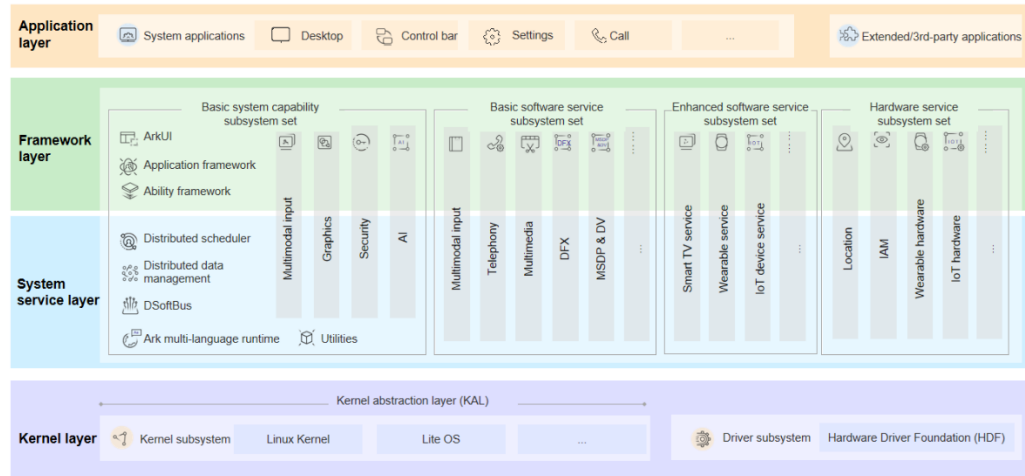 Application
layer
System applications
Desktop
Control bar
Settings
Call
...
Extended/3rd-party applications
Framework
layer
System
service layer
Basic system capability
subsystem set
ArkUI
Application framework
Ability framework
Distributed scheduler
Distributed data
management
DSoftBus
Ark multi-language runtime
Utilities
Multimodal input
Graphics
Security
AI
Basic software service
subsystem set
Multimodal input
Telephony
Multimedia
DFX
DFX
MSDP & DV
...
Enhanced software service
subsystem set
Smart TV service
Wearable service
IoT device service
...
Hardware service
subsystem set
Location
IAM
Wearable hardware
IoT hardware
...
Kernel layer
Kernel abstraction layer (KAL)
Kernel subsystem
Linux Kernel
Lite OS
...
Driver subsystem
Hardware Driver Foundation (HDF)